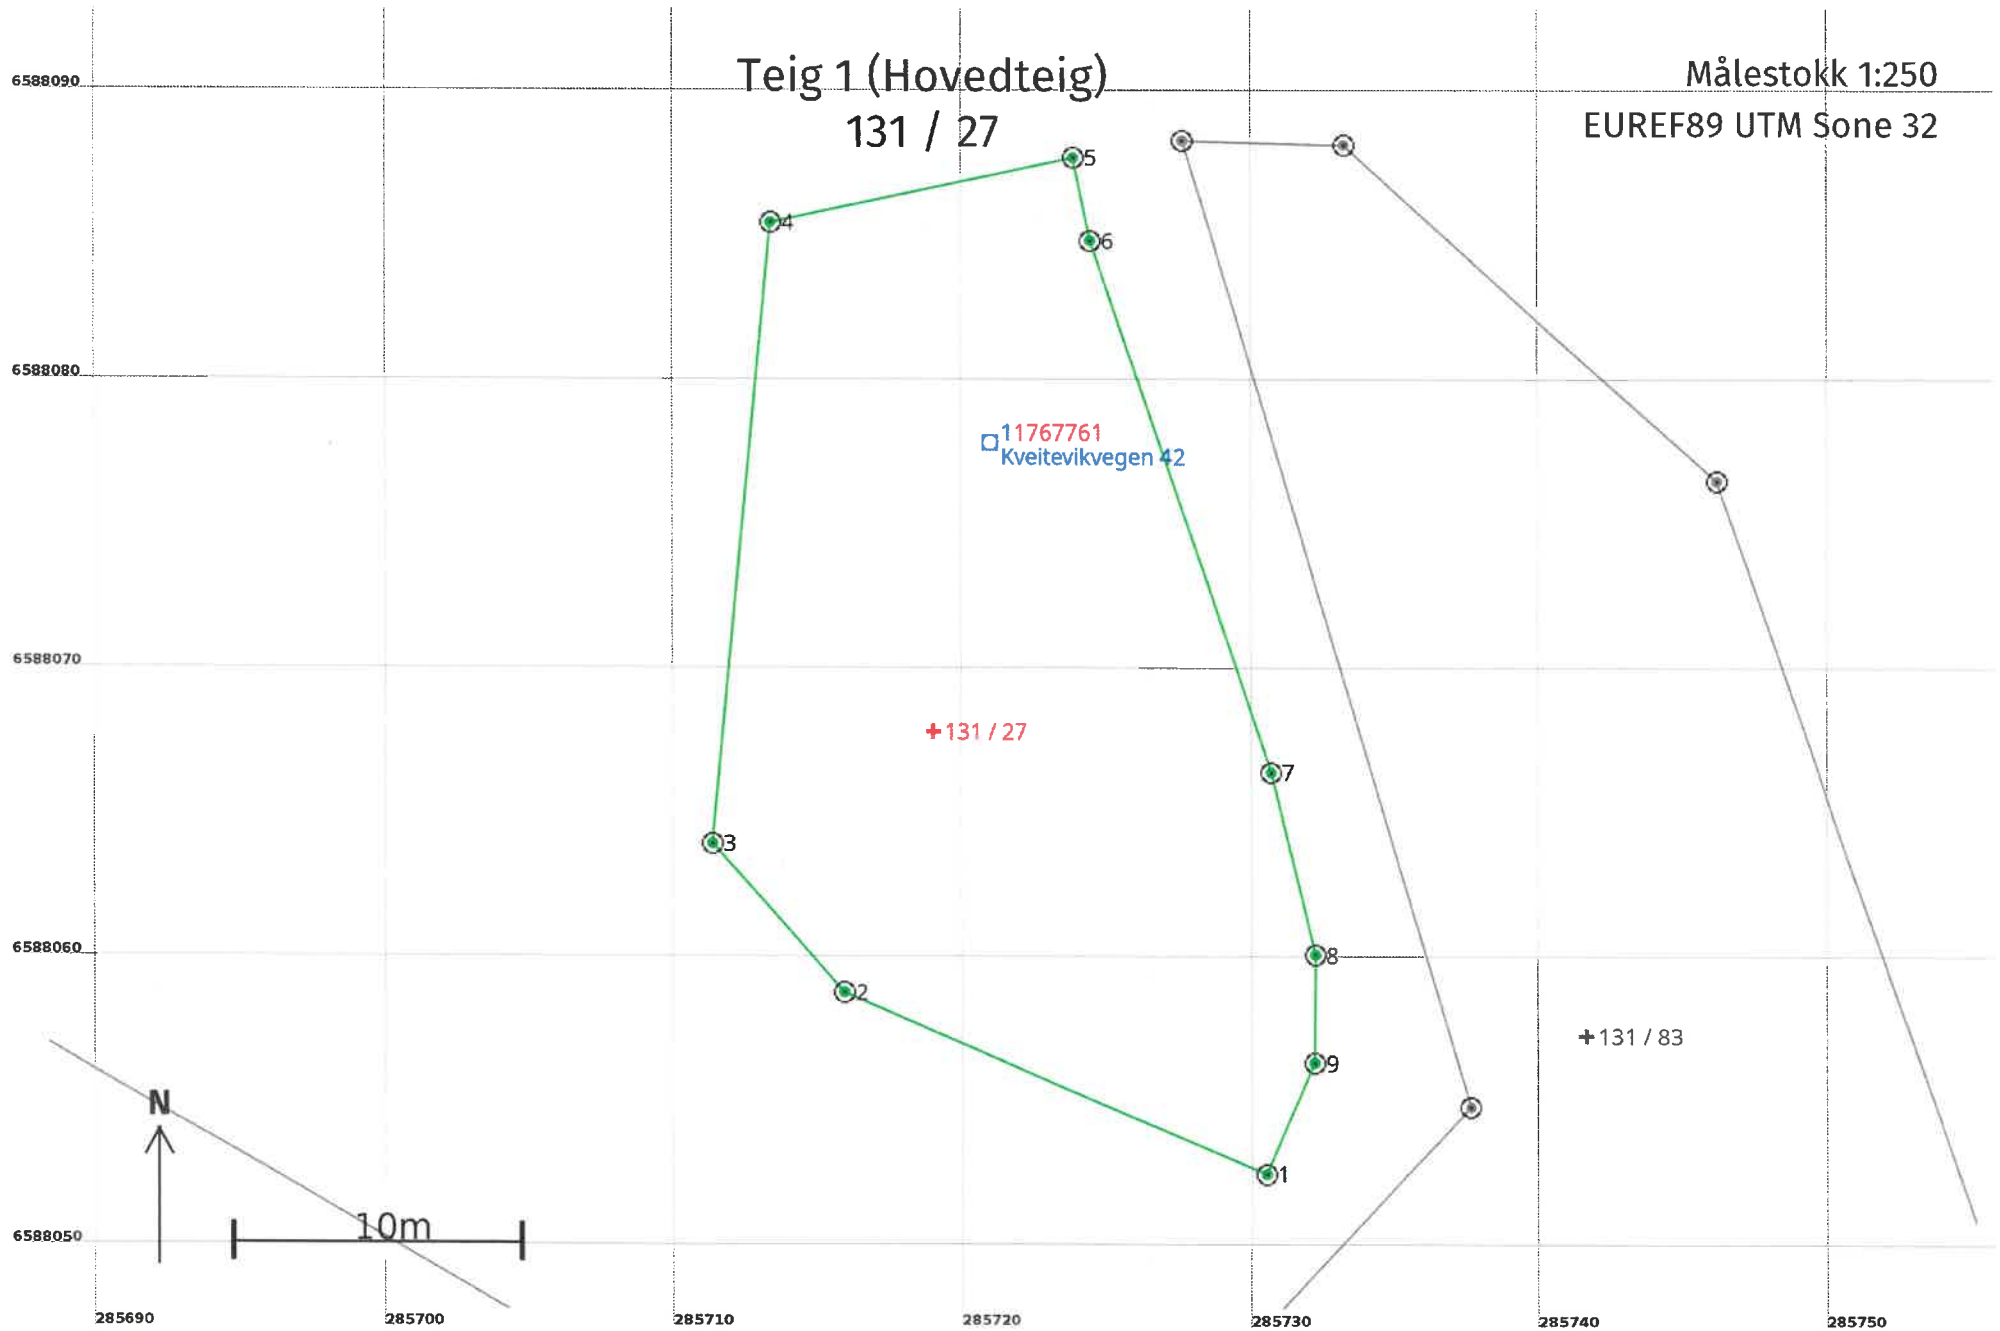 Teig 1 (Hovedteig)
131 / 27
Målestokk 1:250
EUREF89 UTM Sone 32
6588090
6588080
6588070
6588060
6588050
5
4
6
11767761
Kveitevikvegen 42
+131 / 27
7
3
8
2
9
1
+131 / 83
N
10m
285690
285700
285710
285720
285730
285740
285750